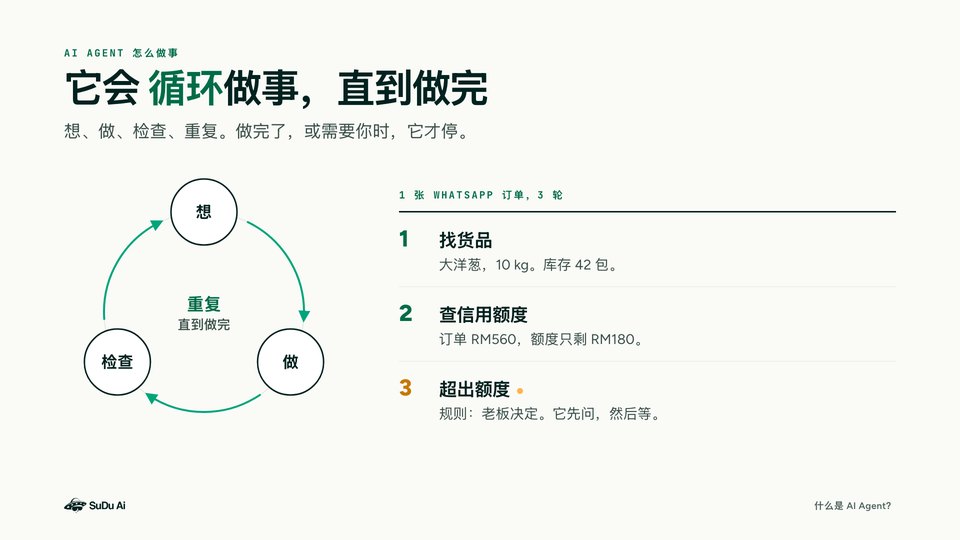 AI AGENT 怎么做事
它会 循环做事，直到做完
想、做、检查、重复。做完了，或需要你时，它才停。
想
重复
直到做完
检查
做
1 张 WHATSAPP 订单，3 轮
1 找货品
大洋葱，10 kg。库存 42 包。
2 查信用额度
订单 RM560，额度只剩 RM180。
3 超出额度
规则：老板决定。它先问，然后等。
SuDu Ai
什么是 AI Agent?